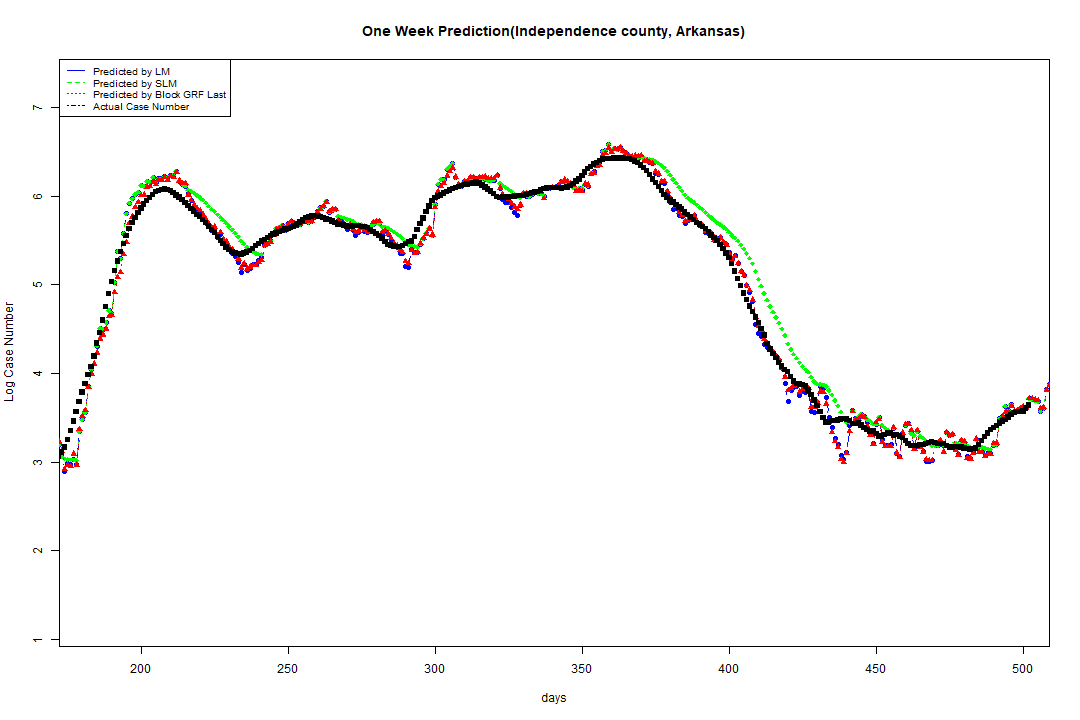 One Week Prediction(Independence county, Arkansas)
Predicted by LM
Predicted by SLM
Predicted by Block GRF Last
Actual Case Number
7
6
5
4
3
2
1
Log Case Number
200 250 300 350 400 450 500
days